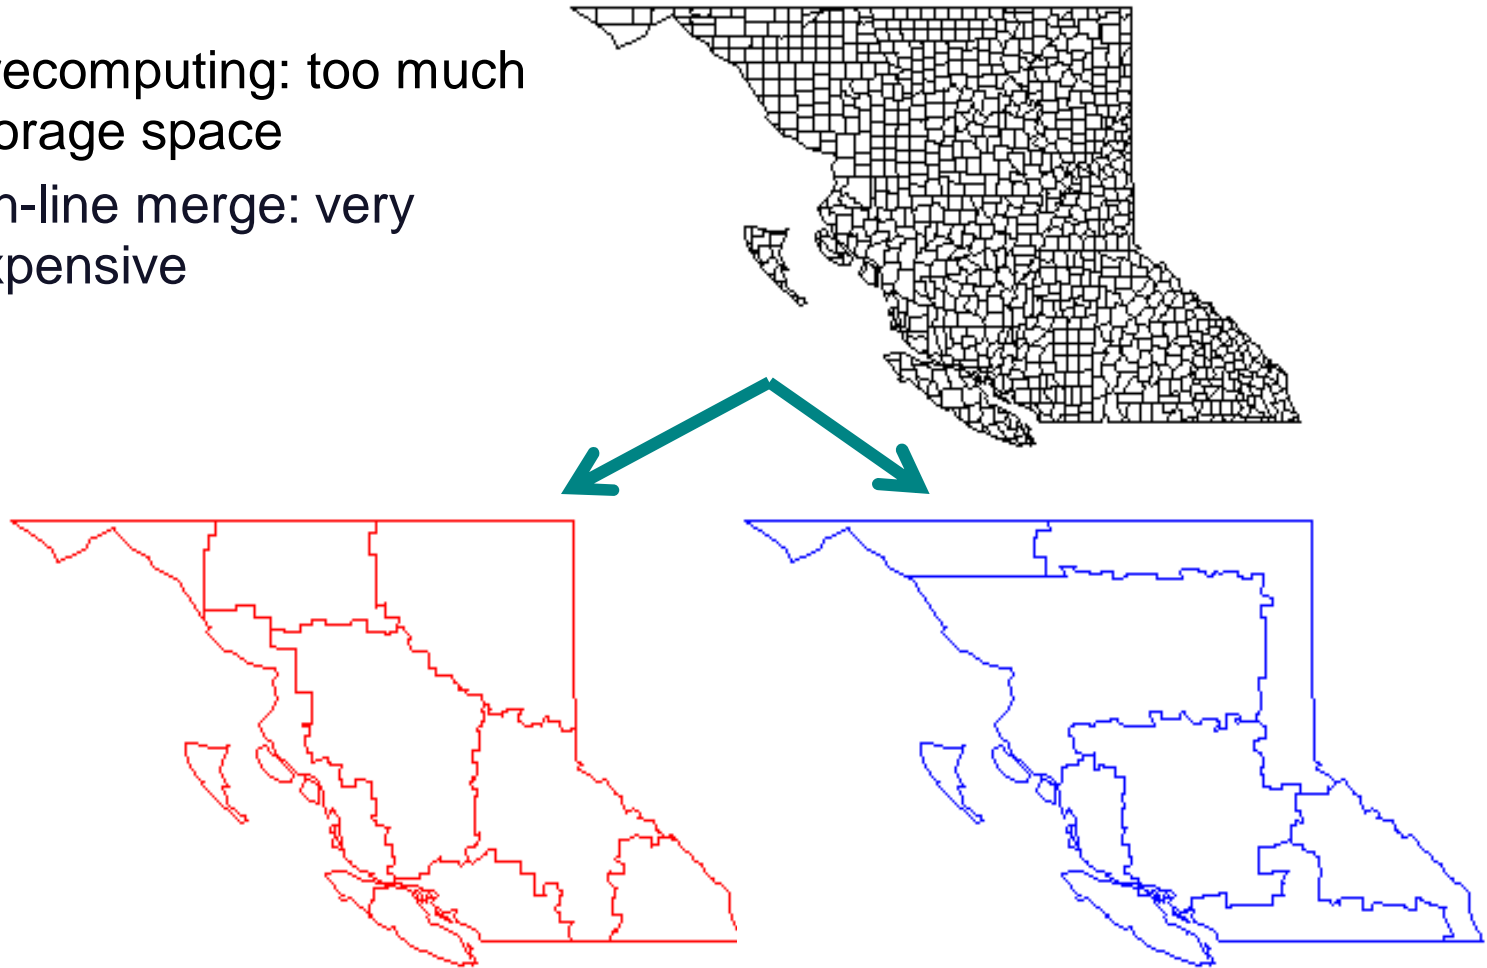 recomputing: too much
orage space
n-line merge: very
xpensive